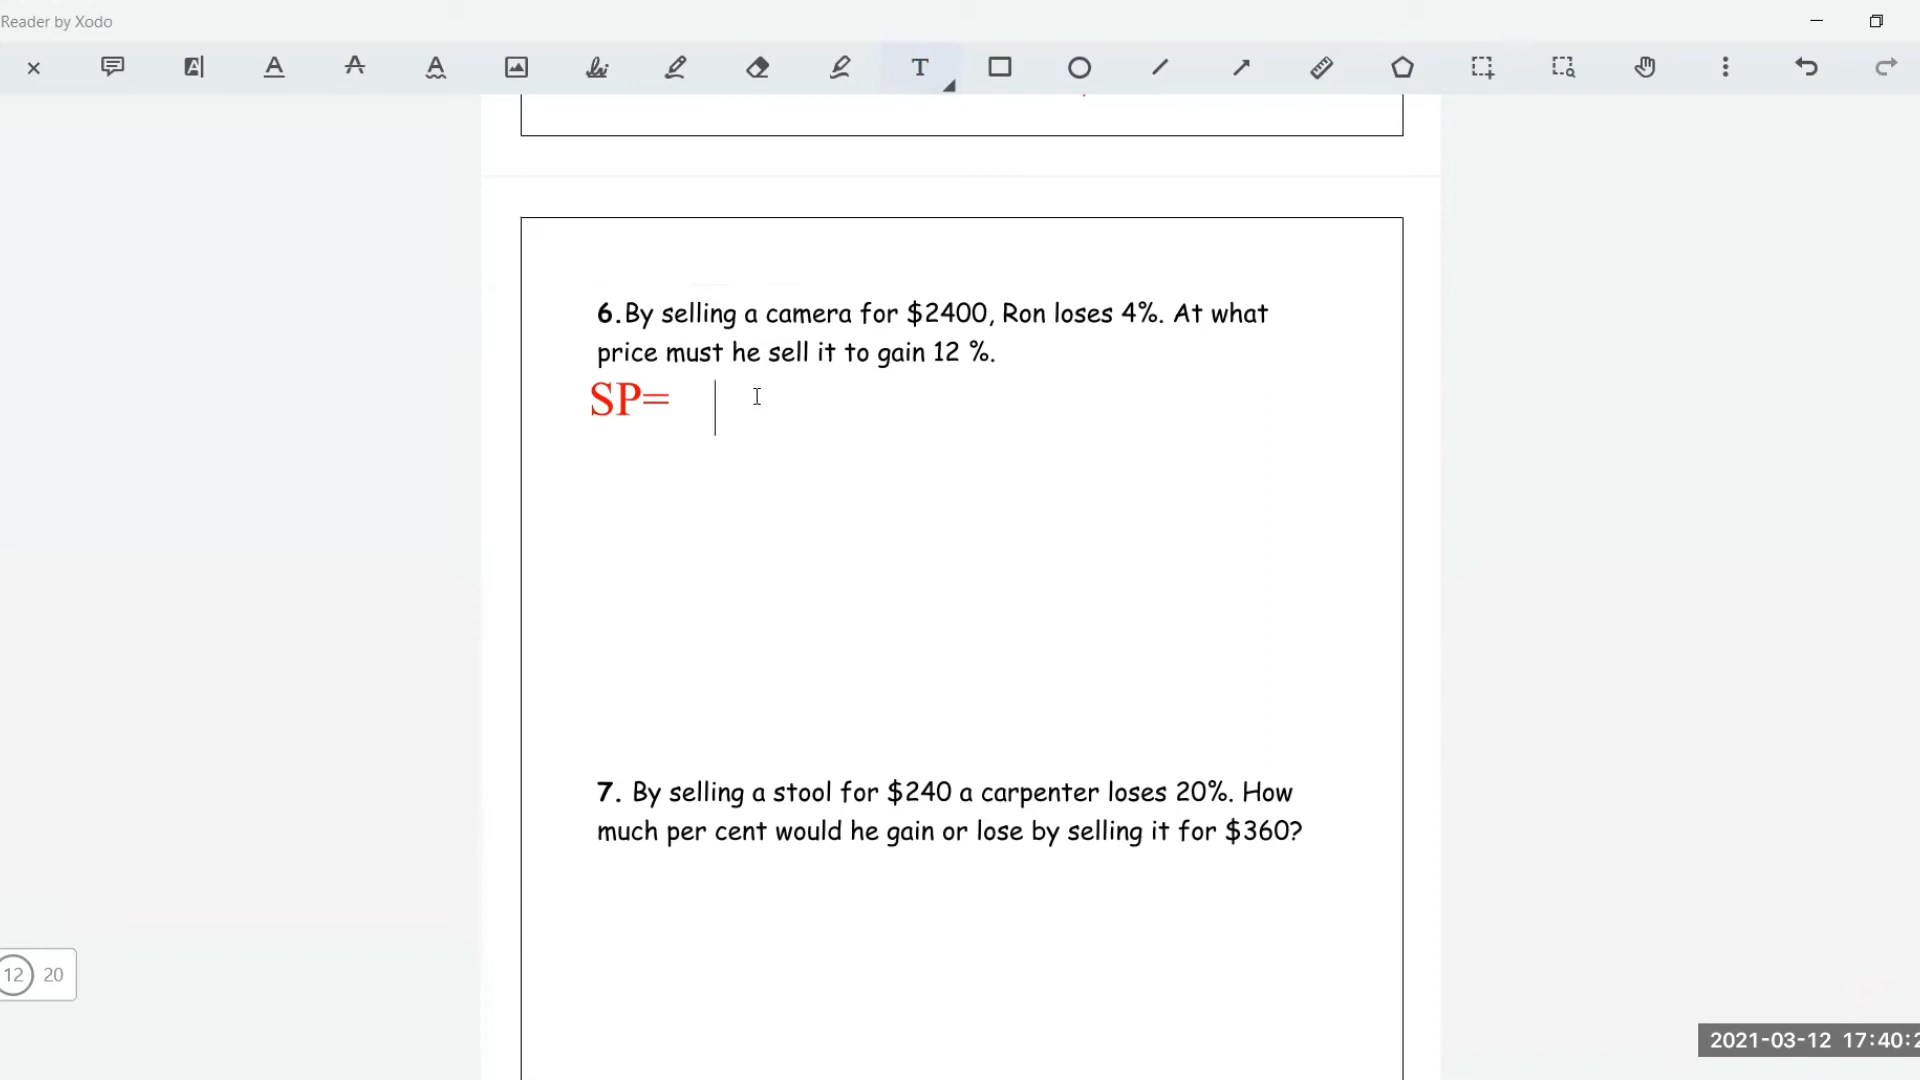 Reader by Xodo
6.By selling a camera for $2400, Ron loses 4%. At what
price must he sell it to gain 12 %.
SP=
7. By selling a stool for $240 a carpenter loses 20%. How
much per cent would he gain or lose by selling it for $360?
12 20
2021-03-12 17:40:2